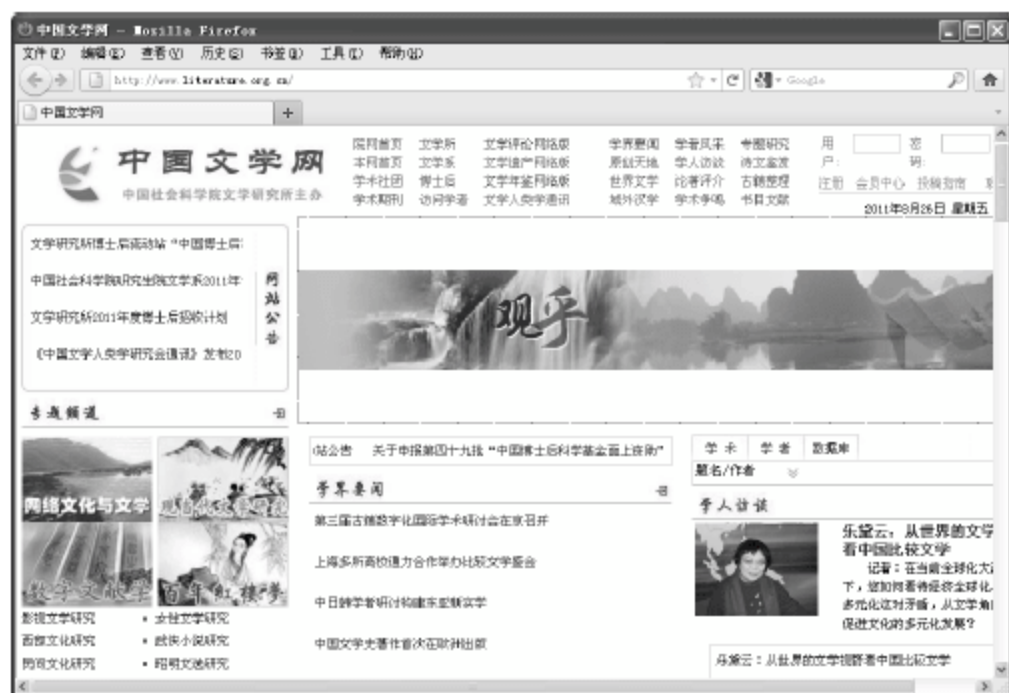 中国文学网 - Mozilla Firefox
文件(F) 编辑(E) 查看(V) 历史(S) 书签(B) 工具(T) 帮助(H)
http://www.literature.org.cn/
Google
中国文学网
中国文学网
中国社会科学院文学研究所主办
院网首页 文学所 文学评论网络版 学界要闻 学者风采 专题研究
本网首页 文学系 文学遗产网络版 原创天地 学人访谈 诗文鉴赏
学术社团 博士后 文学年鉴网络版 世界文学 论著评介 古籍整理
学术期刊 访问学者 文学人类学通讯 域外汉学 学术争鸣 书目文献
用户: 密码:
注册 会员中心 投稿指南
2011年8月26日 星期五
文学研究所博士后流动站“中国博士后
中国社会科学院研究生院文学系2011年
文学研究所2011年度博士后招收计划
《中国文学人类学研究会通讯》发布20
网站公告
观乎
专题频道
网络文化与文学
现当代文学研究
数字文献学
百年红楼梦
影视文学研究 ▪ 女性文学研究
西部文化研究 ▪ 武侠小说研究
民间文化研究 ▪ 昭明文选研究
站公告 关于申报第四十九批“中国博士后科学基金面上资助”
学界要闻
第三届古籍数字化国际学术研讨会在京召开
上海多所高校通力合作举办比较文学盛会
中日韩学者研讨构建东亚新实学
中国文学史著作首次在欧洲出版
学术 学者 数据库
题名/作者
学人访谈
乐黛云:从世界的文学
看中国比较文学
记者:在当前全球化大
下,您如何看待经济全球化
多元化这对矛盾,从文学角
促进文化的多元化发展?
乐黛云:从世界的文学视野看中国比较文学